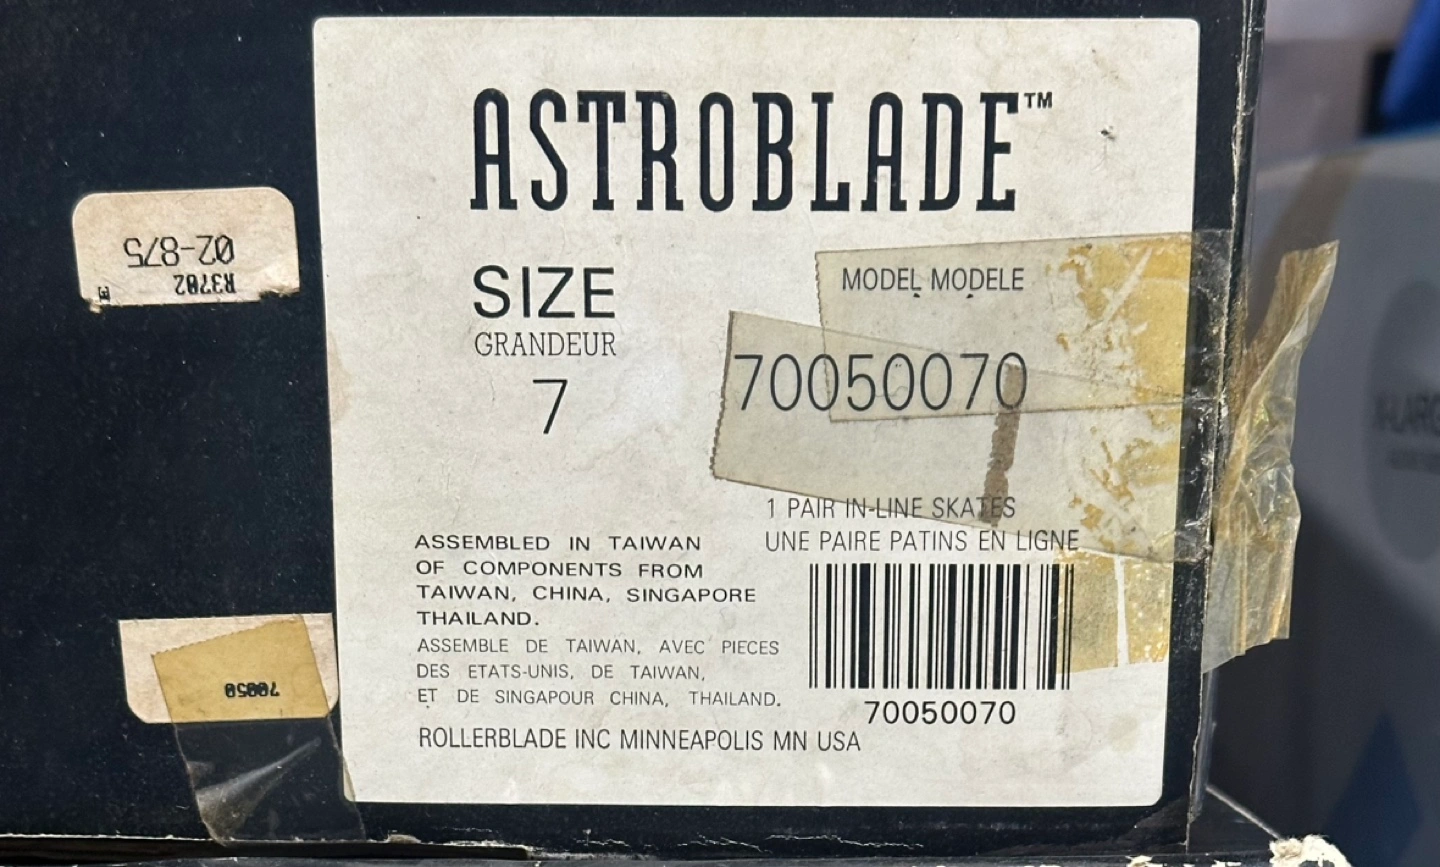 ASTROBLADE™
SIZE
GRANDEUR
7
MODEL MODELE
70050070
1 PAIR IN-LINE SKATES
UNE PAIRE PATINS EN LIGNE
ASSEMBLED IN TAIWAN
OF COMPONENTS FROM
TAIWAN, CHINA, SINGAPORE
THAILAND.
ASSEMBLE DE TAIWAN, AVEC PIECES
DES ETATS-UNIS, DE TAIWAN,
ET DE SINGAPOUR CHINA, THAILAND.
70050070
ROLLERBLADE INC MINNEAPOLIS MN USA
R3702
02-875
70050